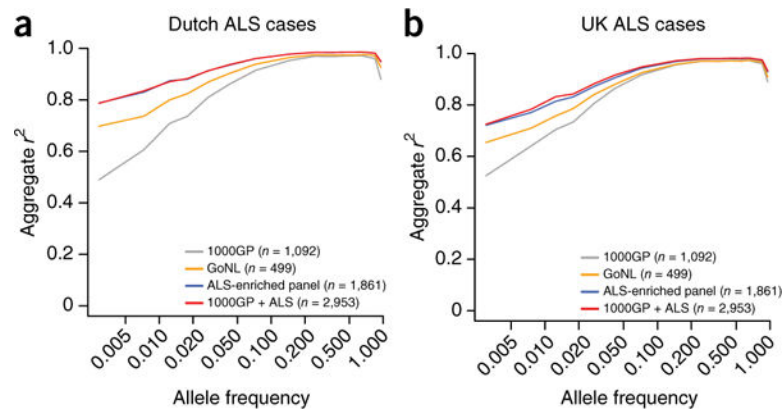 a
Dutch ALS cases
1.0
0.8
0.6
0.4
0.2
0
Aggregate r²
1000GP (n = 1,092)
GoNL (n = 499)
ALS-enriched panel (n = 1,861)
1000GP + ALS (n = 2,953)
0.005
0.010
0.020
0.050
0.100
0.200
0.500
1.000
Allele frequency
b
UK ALS cases
1.0
0.8
0.6
0.4
0.2
0
Aggregate r²
1000GP (n = 1,092)
GoNL (n = 499)
ALS-enriched panel (n = 1,861)
1000GP + ALS (n = 2,953)
0.005
0.010
0.020
0.050
0.100
0.200
0.500
1.000
Allele frequency